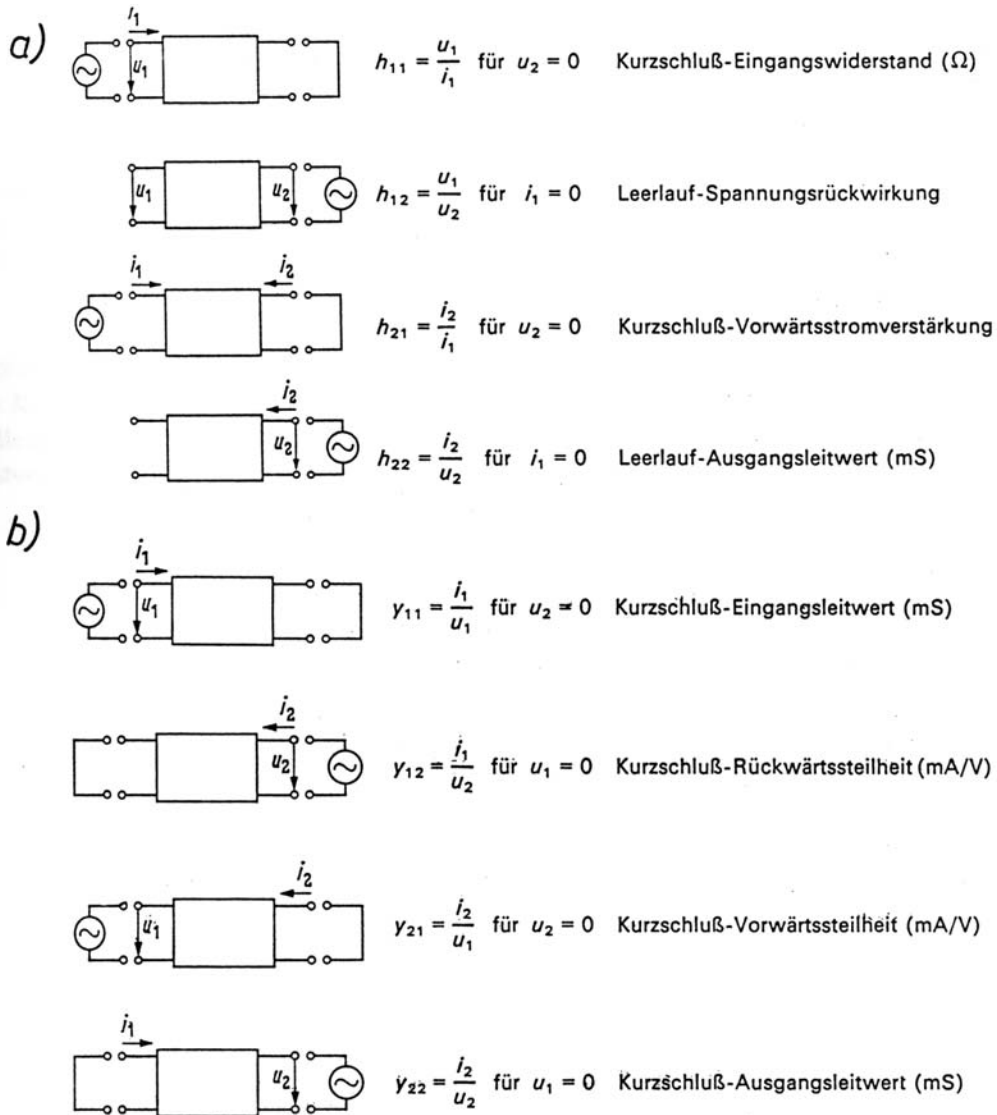 a)
i₁
u₁
h₁₁ = u₁/i₁ für u₂ = 0 Kurzschluß-Eingangswiderstand (Ω)
u₁ u₂
h₁₂ = u₁/u₂ für i₁ = 0 Leerlauf-Spannungsrückwirkung
i₁ i₂
h₂₁ = i₂/i₁ für u₂ = 0 Kurzschluß-Vorwärtsstromverstärkung
i₂
u₂
h₂₂ = i₂/u₂ für i₁ = 0 Leerlauf-Ausgangsleitwert (mS)
b)
i₁
u₁
y₁₁ = i₁/u₁ für u₂ = 0 Kurzschluß-Eingangsleitwert (mS)
i₂
u₂
y₁₂ = i₁/u₂ für u₁ = 0 Kurzschluß-Rückwärtssteilheit (mA/V)
i₂
u₁
y₂₁ = i₂/u₁ für u₂ = 0 Kurzschluß-Vorwärtssteilheit (mA/V)
i₁
u₂
y₂₂ = i₂/u₂ für u₁ = 0 Kurzschluß-Ausgangsleitwert (mS)